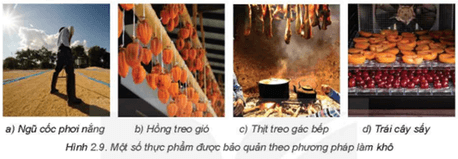 a) Ngũ cốc phơi nắng b) Hồng treo gió c) Thịt treo gác bếp d) Trái cây sấy
Hình 2.9. Một số thực phẩm được bảo quản theo phương pháp làm khô